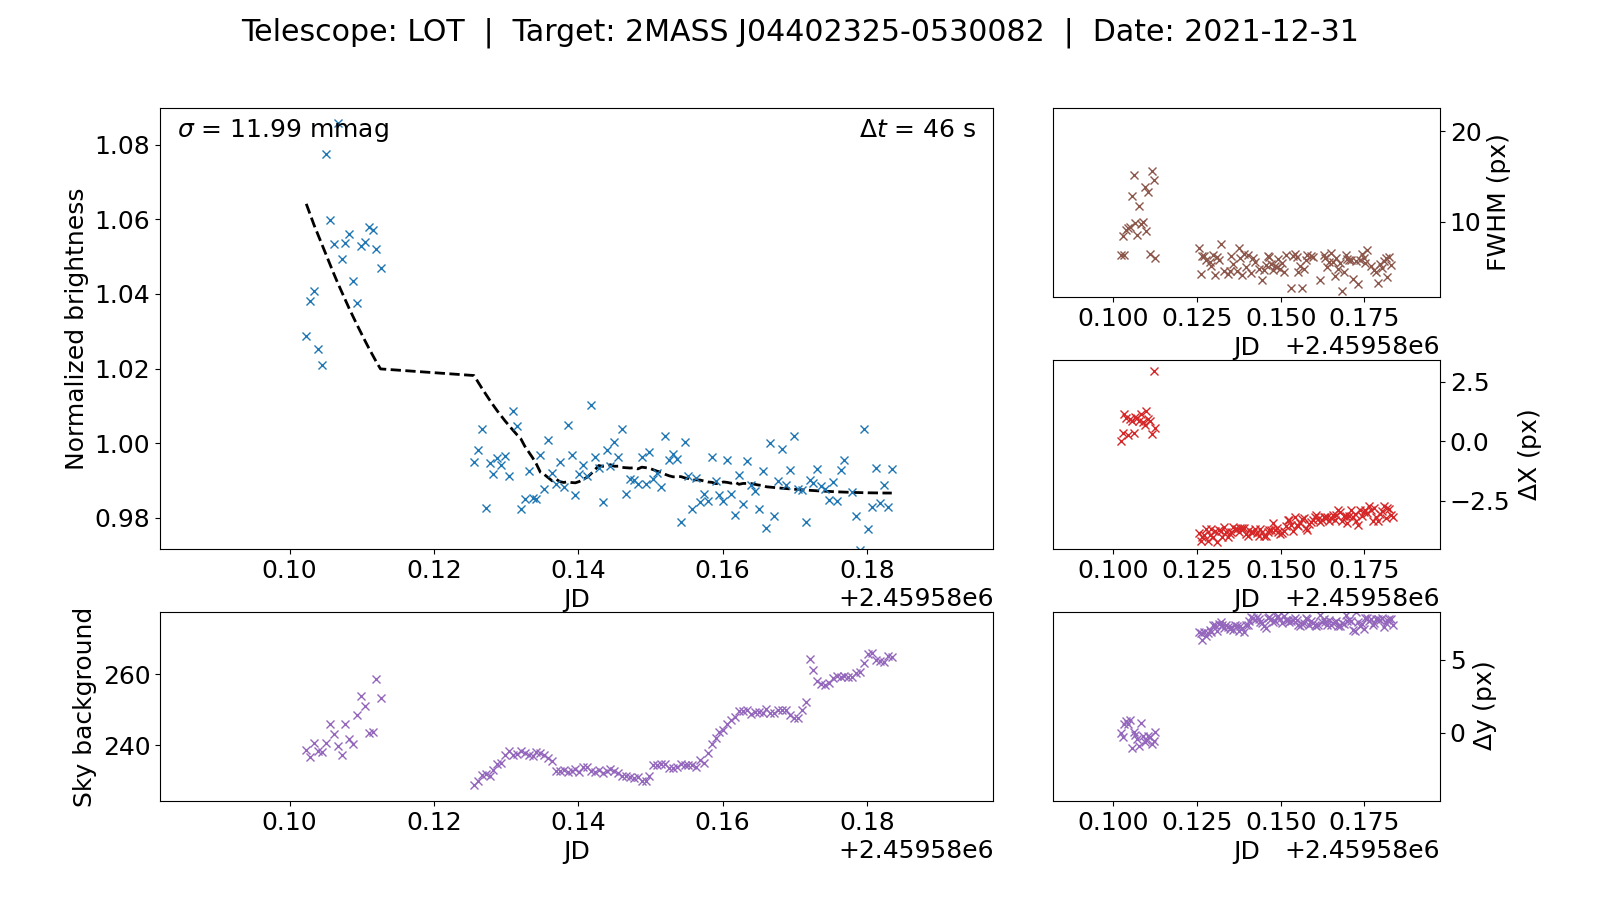 Telescope: LOT | Target: 2MASS J04402325-0530082 | Date: 2021-12-31
σ = 11.99 mmag
Δt = 46 s
Normalized brightness
1.08
1.06
1.04
1.02
1.00
0.98
0.10 0.12 0.14 0.16 0.18
JD
+2.45958e6
20
10
FWHM (px)
0.100 0.125 0.150 0.175
JD
+2.45958e6
2.5
0.0
−2.5
ΔX (px)
0.100 0.125 0.150 0.175
JD
+2.45958e6
Sky background
260
240
0.10 0.12 0.14 0.16 0.18
JD
+2.45958e6
5
0
Δy (px)
0.100 0.125 0.150 0.175
JD
+2.45958e6